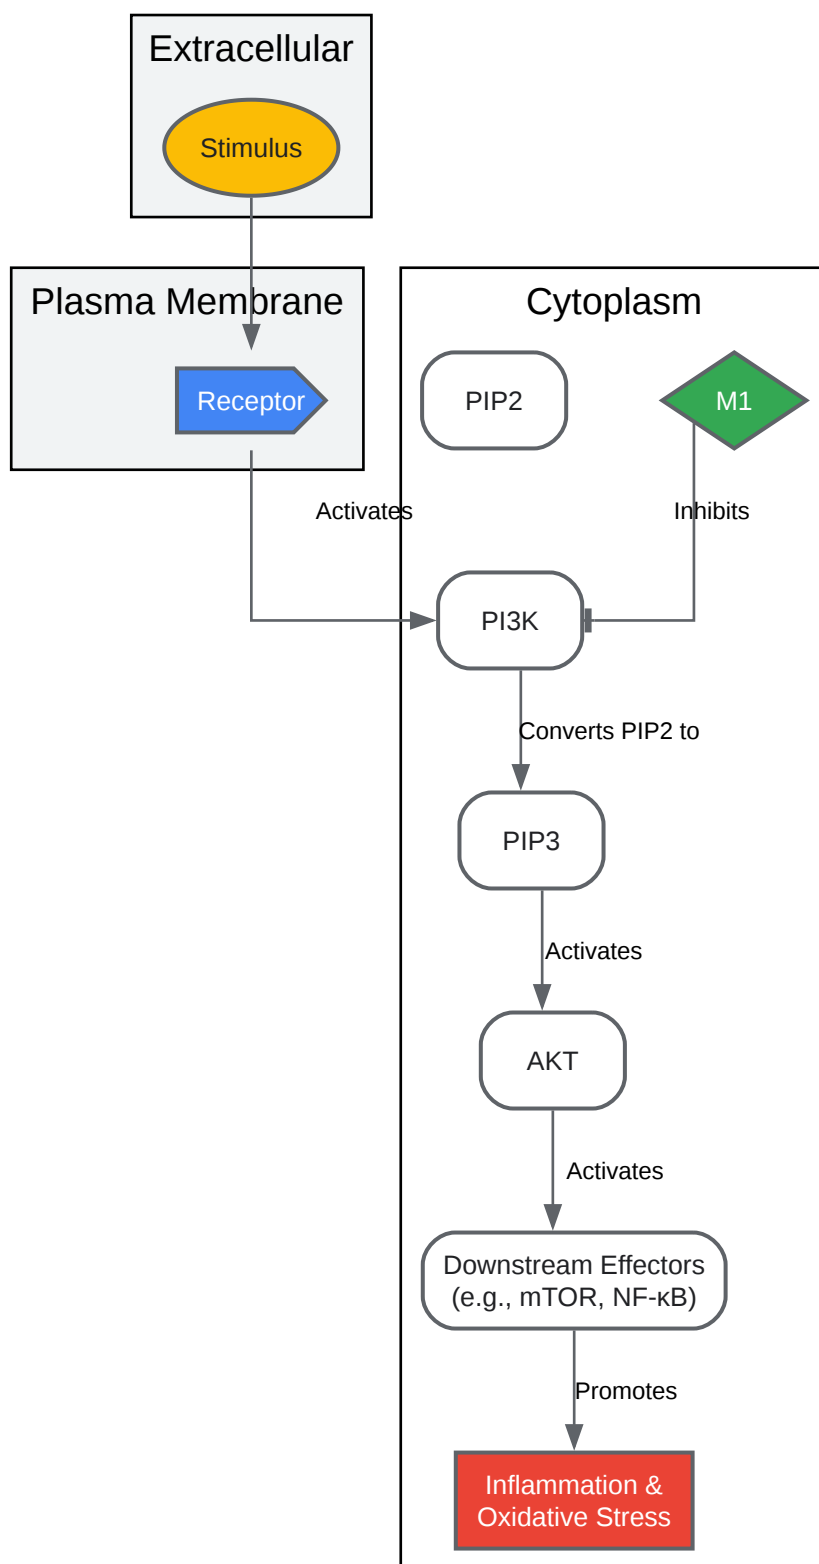 Extracellular
Stimulus
Plasma Membrane
Cytoplasm
Receptor
PIP2
M1
Activates
Inhibits
PI3K
Converts PIP2 to
PIP3
Activates
AKT
Activates
Downstream Effectors
(e.g., mTOR, NF-κB)
Promotes
Inflammation &
Oxidative Stress